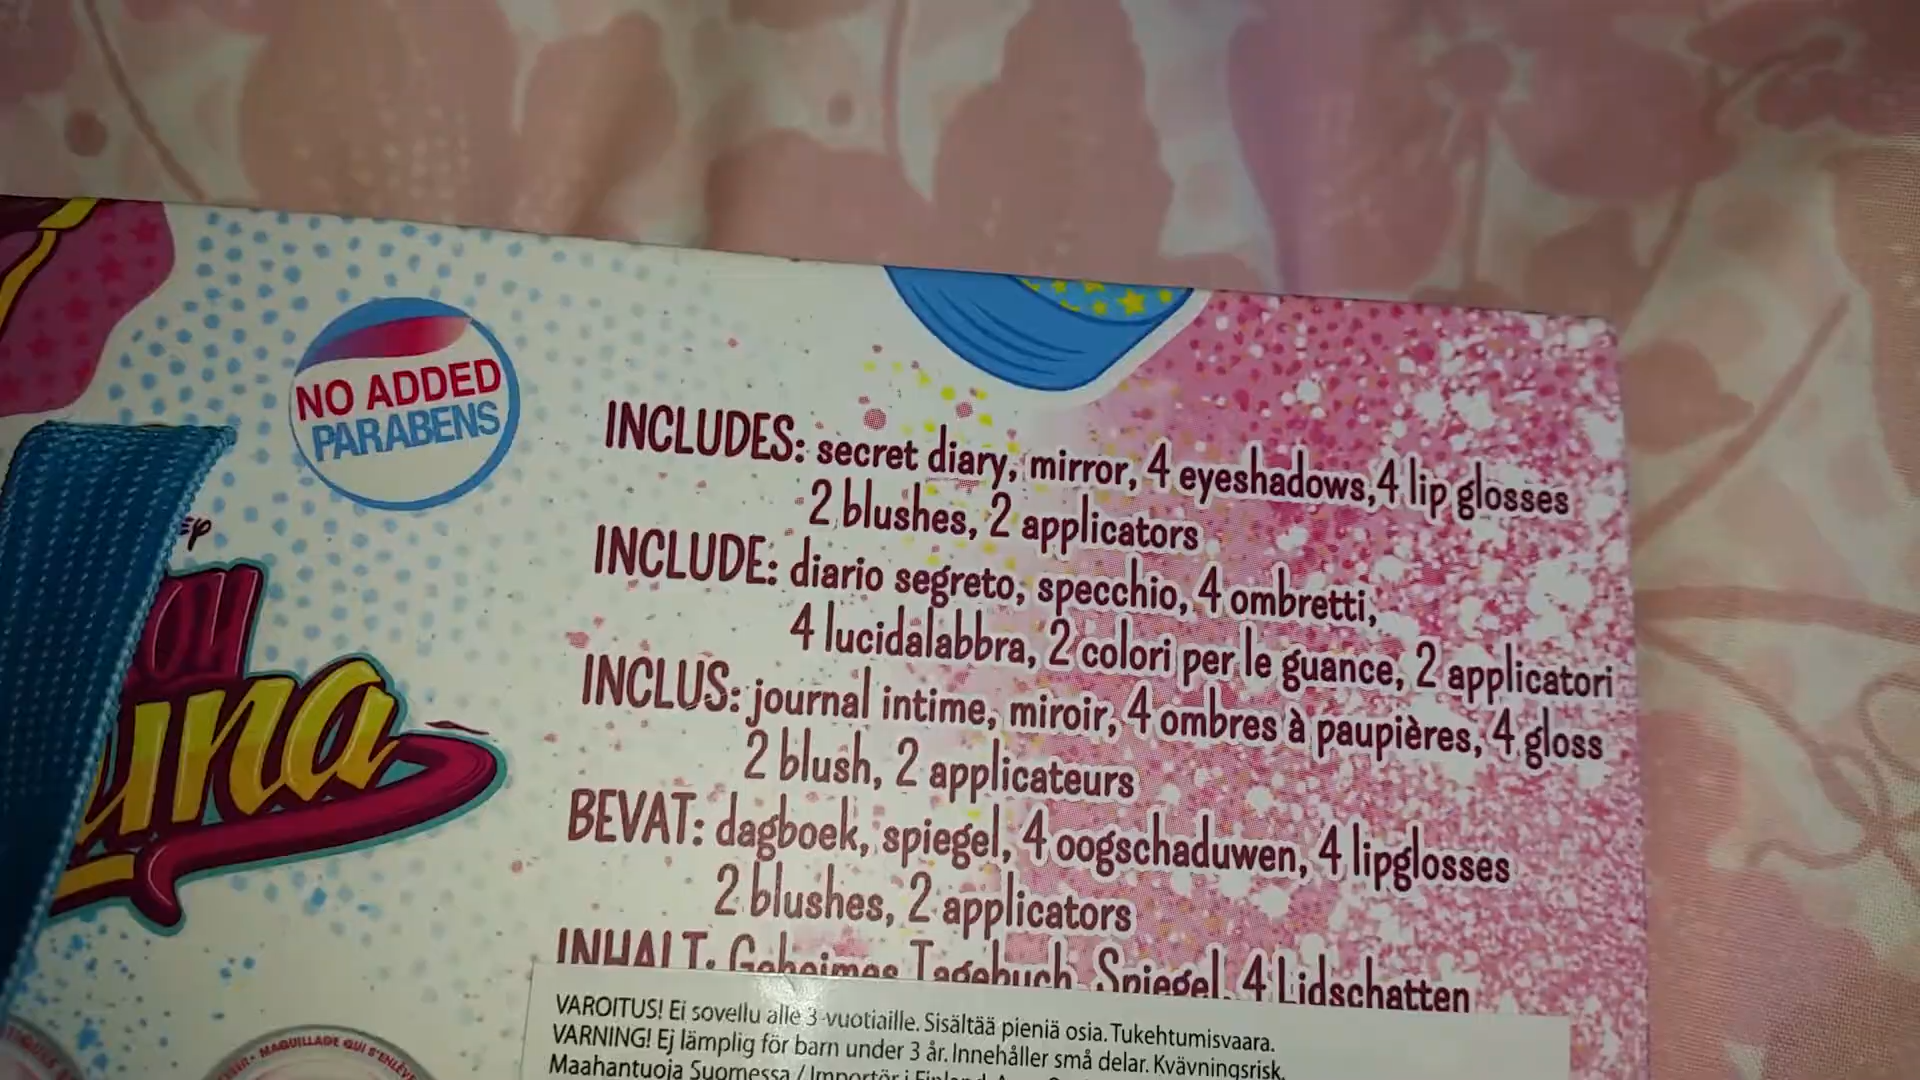 NO ADDED
PARABENS
INCLUDES: secret diary, mirror, 4 eyeshadows,4 lip glosses
2 blushes, 2 applicators
INCLUDE: diario segreto, specchio, 4 ombretti,
4 lucidalabbra, 2 colori per le guance, 2 applicatori
INCLUS: journal intime, miroir, 4 ombres à paupières, 4 gloss
2 blush, 2 applicateurs
BEVAT: dagboek, spiegel, 4 oogschaduwen, 4 lipglosses
2 blushes, 2 applicators
INHALT: Geheimes Tagebuch, Spiegel, 4 Lidschatten
una
VAROITUS! Ei sovellu alle 3-vuotiaille. Sisältää pieniä osia. Tukehtumisvaara.
VARNING! Ej lämplig för barn under 3 år. Innehåller små delar. Kvävningsrisk.
Maahantuoja Suomessa / Importör i Finland
MAQUILLAGE QUI S'ENLÈV